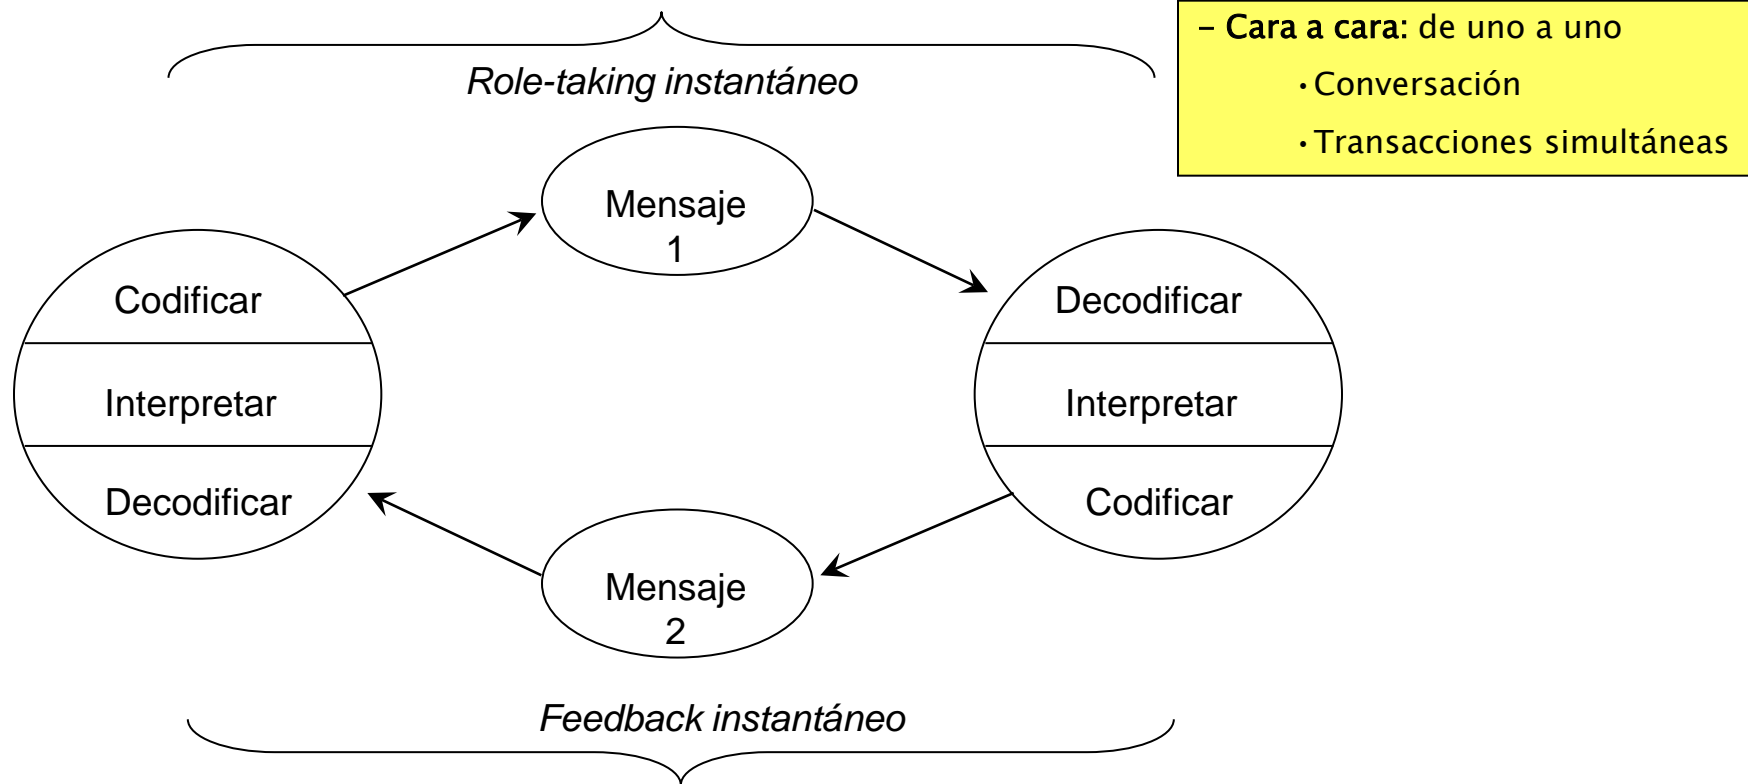 – Cara a cara: de uno a uno
• Conversación
• Transacciones simultáneas
Role-taking instantáneo
Mensaje
1
Codificar
Interpretar
Decodificar
Decodificar
Interpretar
Codificar
Mensaje
2
Feedback instantáneo